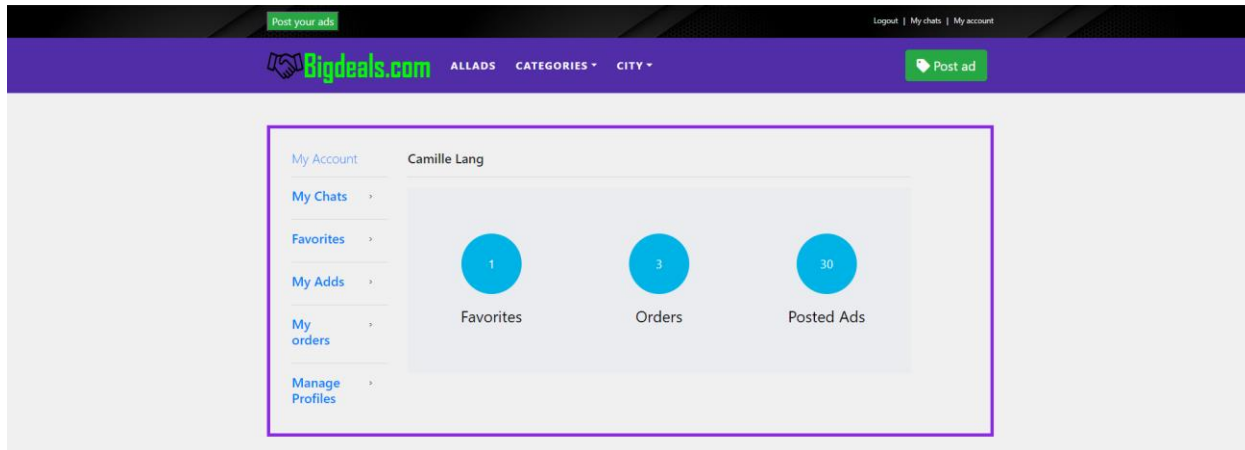 Post your ads
Logout | My chats | My account
Bigdeals.com
ALLADS CATEGORIES CITY
Post ad
My Account
My Chats
Favorites
My Adds
My
orders
Manage
Profiles
Camille Lang
1
Favorites
3
Orders
30
Posted Ads